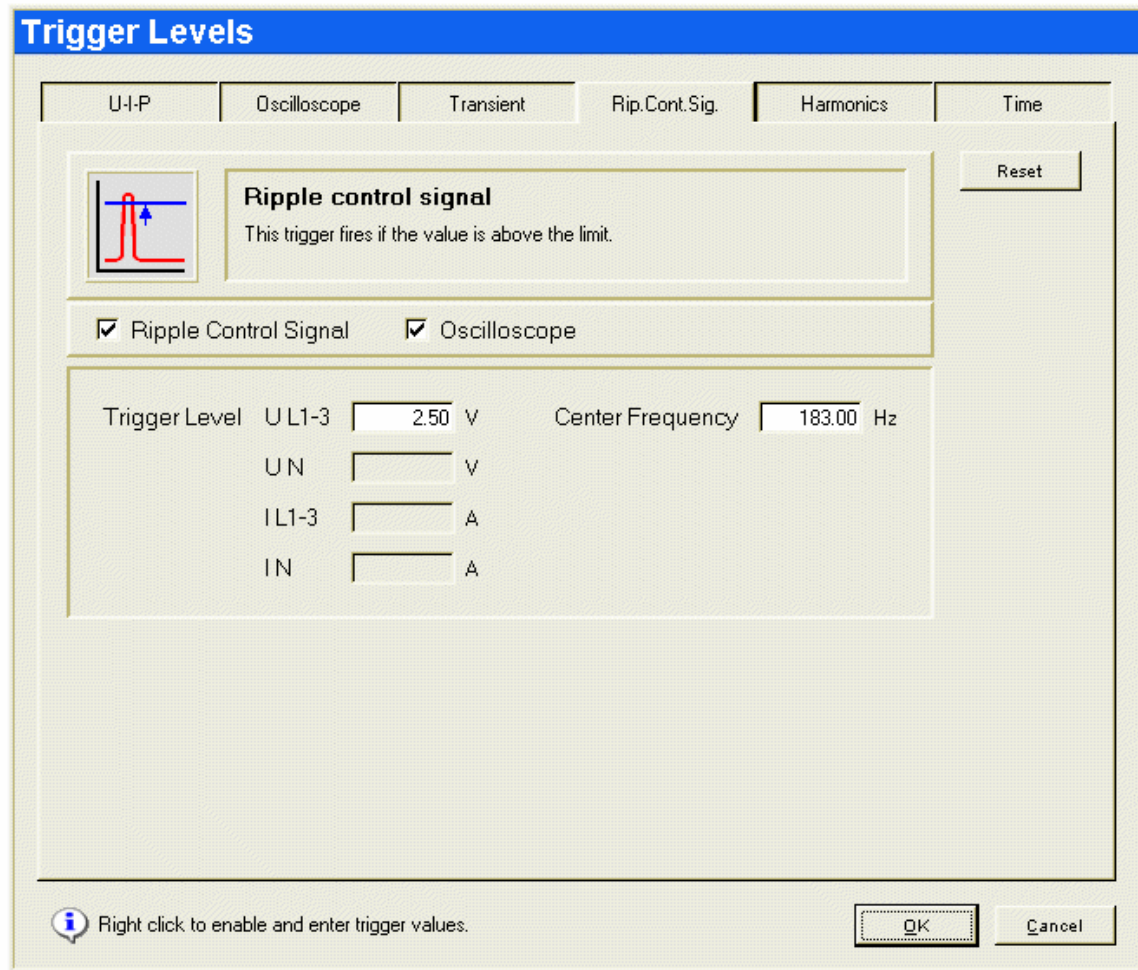 Trigger Levels
U-I-P Oscilloscope Transient Rip.Cont.Sig. Harmonics Time
Reset
Ripple control signal
This trigger fires if the value is above the limit.
Ripple Control Signal Oscilloscope
Trigger Level U L1-3 2.50 V Center Frequency 183.00 Hz
U N V
I L1-3 A
I N A
Right click to enable and enter trigger values.
OK Cancel